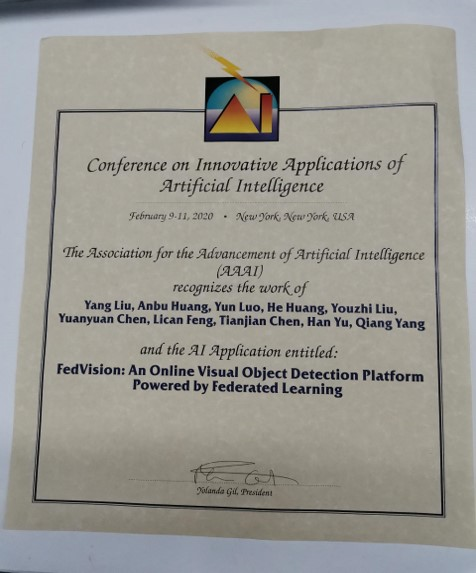 AI
Conference on Innovative Applications of
Artificial Intelligence
February 9-11, 2020 • New York, New York, USA
The Association for the Advancement of Artificial Intelligence
(AAAI)
recognizes the work of
Yang Liu, Anbu Huang, Yun Luo, He Huang, Youzhi Liu,
Yuanyuan Chen, Lican Feng, Tianjian Chen, Han Yu, Qiang Yang
and the AI Application entitled:
FedVision: An Online Visual Object Detection Platform
Powered by Federated Learning
Yolanda Gil, President